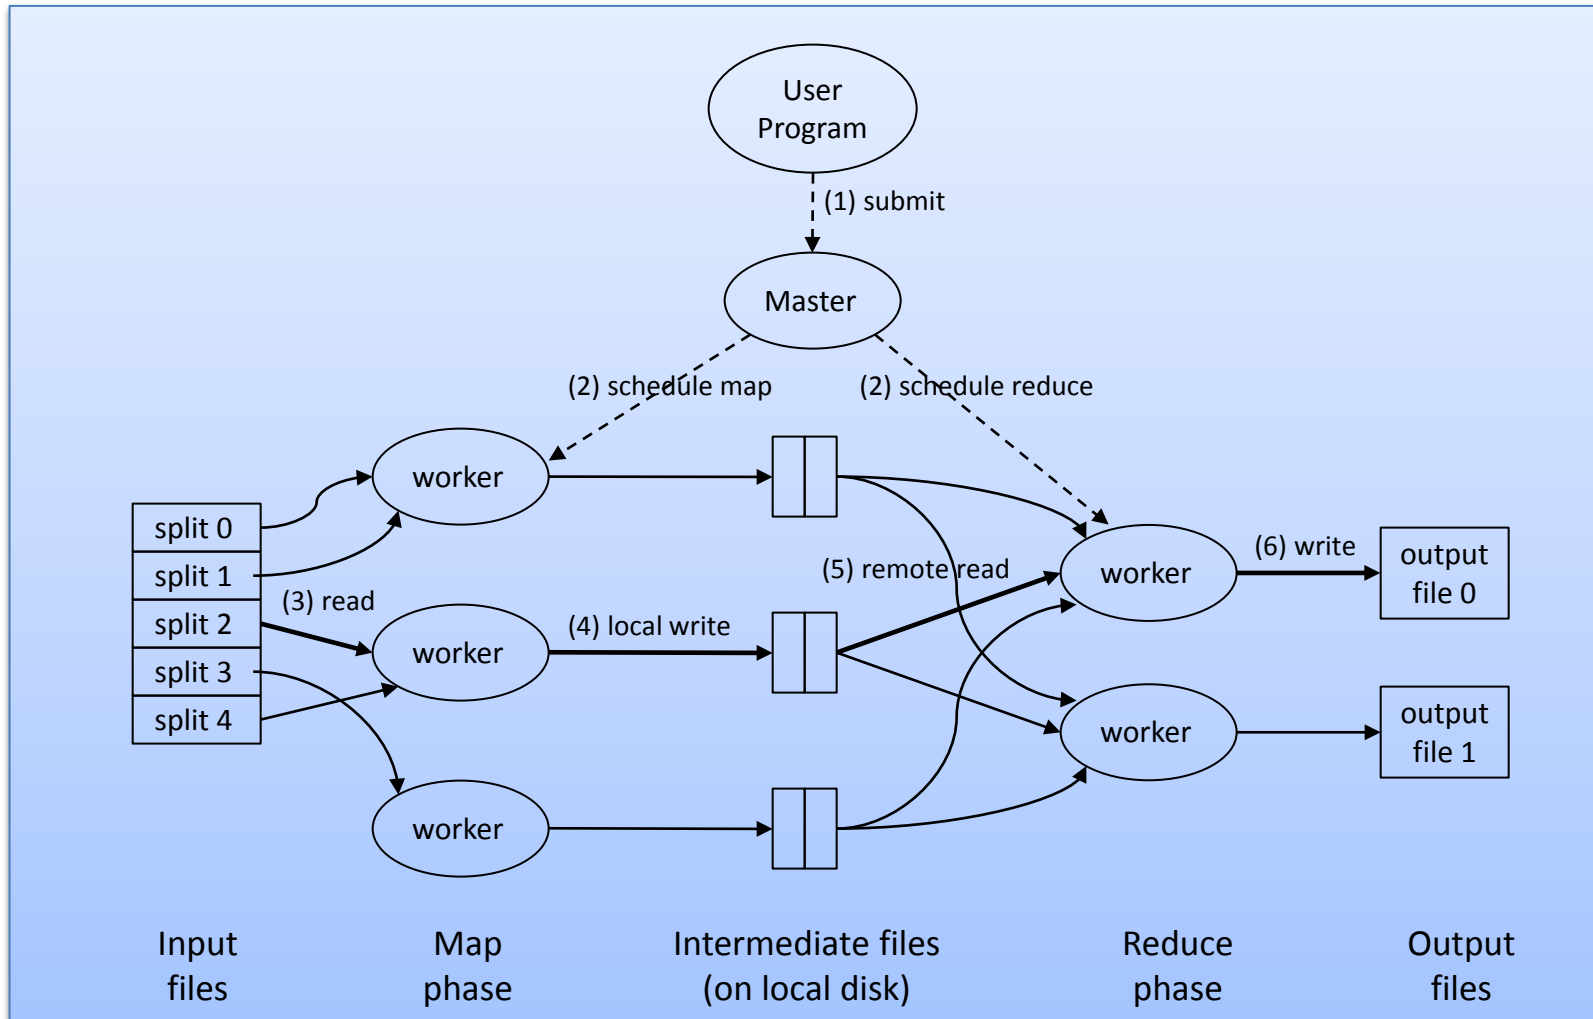 User
Program
(1) submit
Master
(2) schedule map
(2) schedule reduce
worker
split 0
split 1
split 2
split 3
split 4
(3) read
worker
(4) local write
worker
(5) remote read
worker
(6) write
output
file 0
worker
output
file 1
Input
files
Map
phase
Intermediate files
(on local disk)
Reduce
phase
Output
files